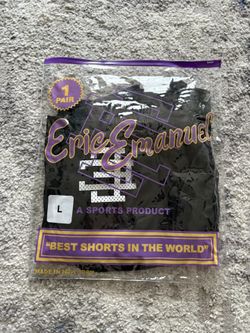 1
PAIR
Eric Emanuel
L
A SPORTS PRODUCT
"BEST SHORTS IN THE WORLD"
MADE IN